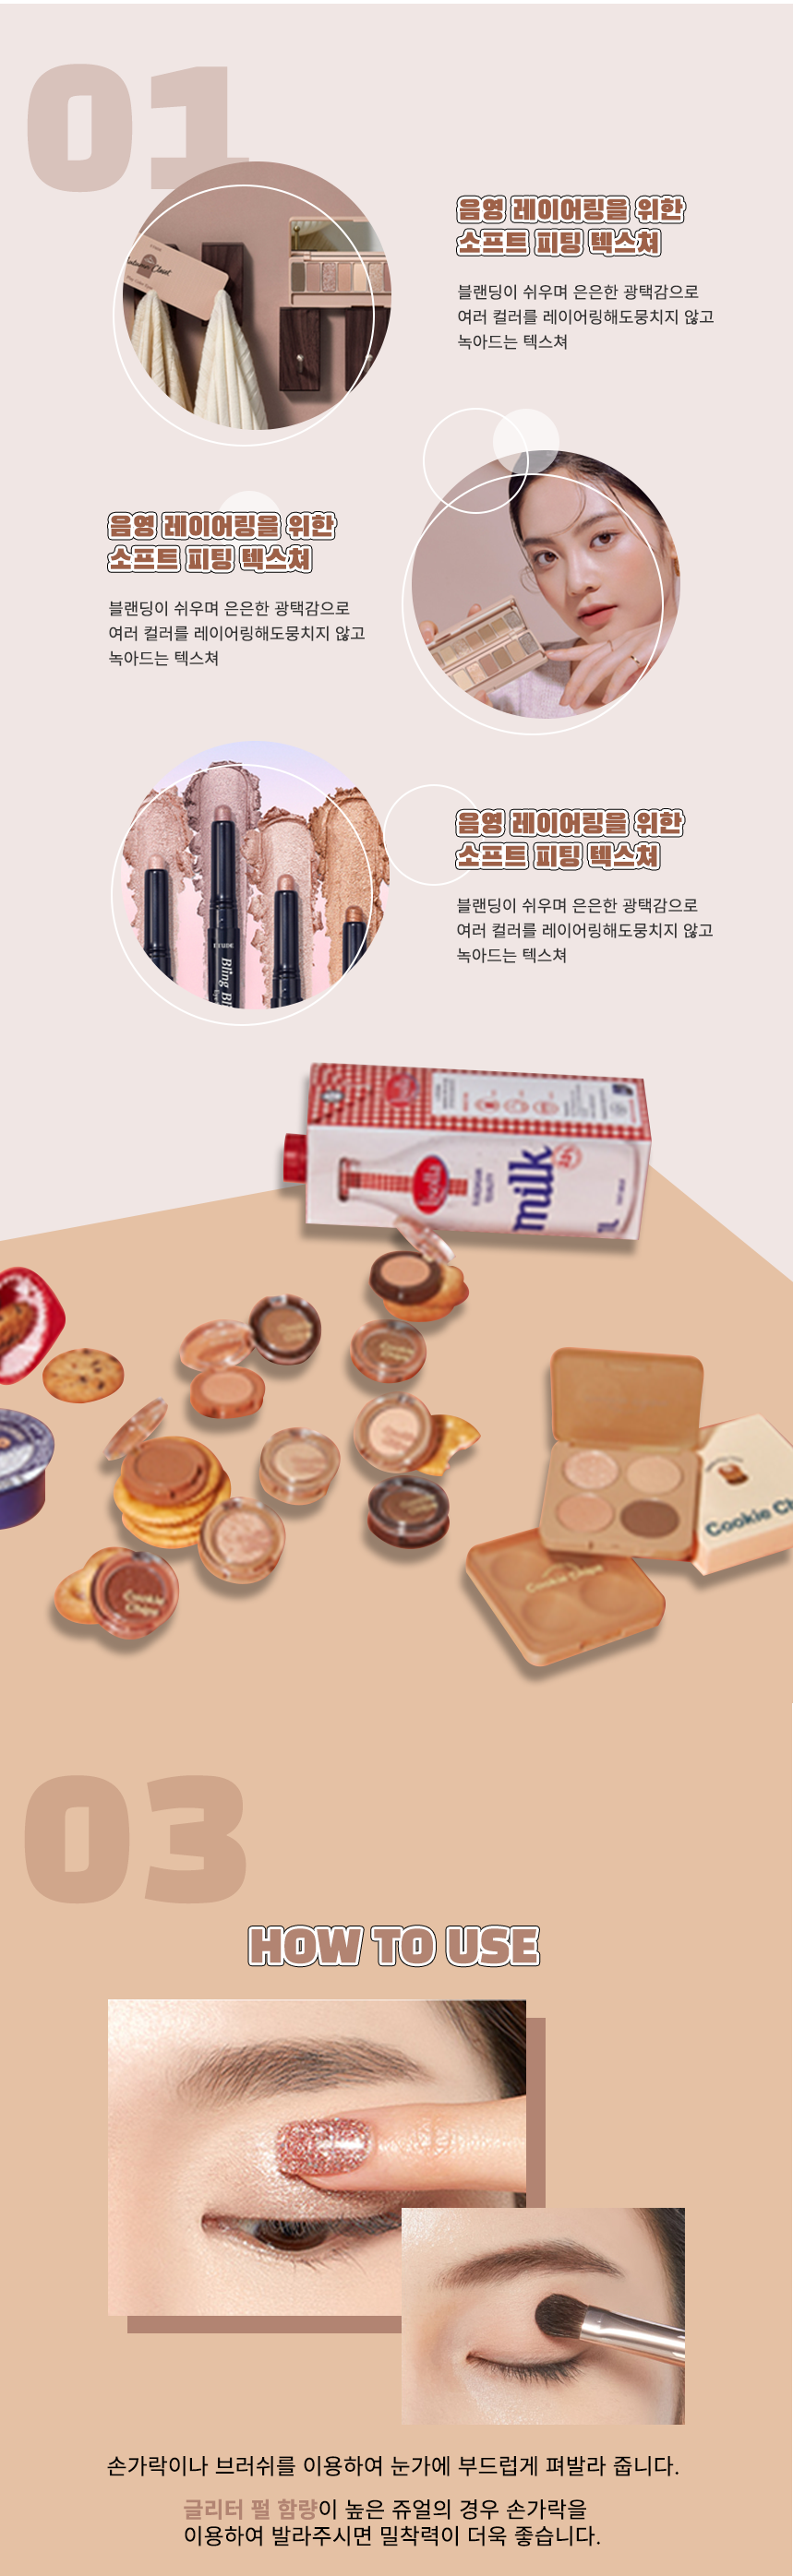 01
음영 레이어링을 위한
소프트 피팅 텍스쳐
블랜딩이 쉬우며 은은한 광택감으로
여러 컬러를 레이어링해도뭉치지 않고
녹아드는 텍스쳐
음영 레이어링을 위한
소프트 피팅 텍스쳐
블랜딩이 쉬우며 은은한 광택감으로
여러 컬러를 레이어링해도뭉치지 않고
녹아드는 텍스쳐
음영 레이어링을 위한
소프트 피팅 텍스쳐
블랜딩이 쉬우며 은은한 광택감으로
여러 컬러를 레이어링해도뭉치지 않고
녹아드는 텍스쳐
ETUDE
Bling Bl
milk
1L
Cookie Ch
Cookie Chips
Cookie
Chips
03
HOW TO USE
손가락이나 브러쉬를 이용하여 눈가에 부드럽게 펴발라 줍니다.
글리터 펄 함량이 높은 쥬얼의 경우 손가락을
이용하여 발라주시면 밀착력이 더욱 좋습니다.